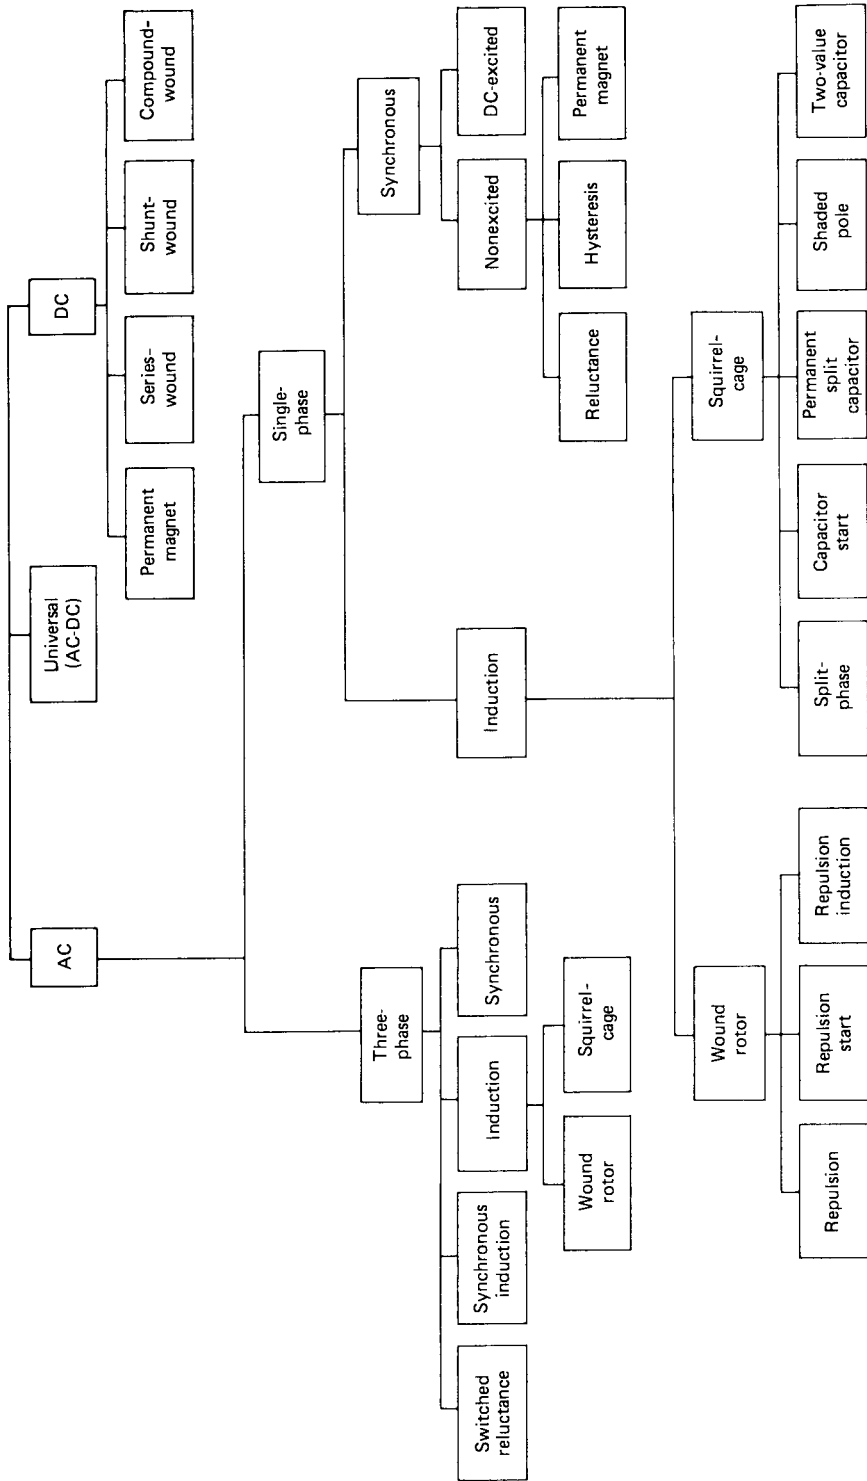 AC
Universal
(AC-DC)
DC
Permanent
magnet
Series-
wound
Shunt-
wound
Compound-
wound
Single-
phase
Three-
phase
Synchronous
Switched
reluctance
Synchronous
induction
Induction
Synchronous
Induction
Nonexcited
DC-excited
Wound
rotor
Squirrel-
cage
Reluctance
Hysteresis
Permanent
magnet
Wound
rotor
Squirrel-
cage
Repulsion
Repulsion
start
Repulsion
induction
Split-
phase
Capacitor
start
Permanent
split
capacitor
Shaded
pole
Two-value
capacitor